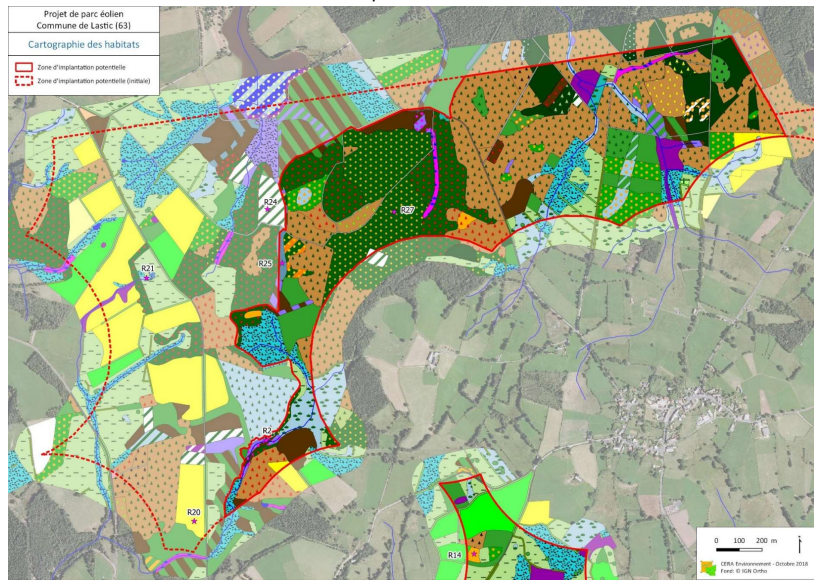 Projet de parc éolien
Commune de Lastic (63)
Cartographie des habitats
Zone d'implantation potentielle
Zone d'implantation potentielle (initiale)
R24
R27
R25
R21
R2
R20
R14
0 100 200 m
CERA Environnement - Octobre 2018
Fond: © IGN Ortho